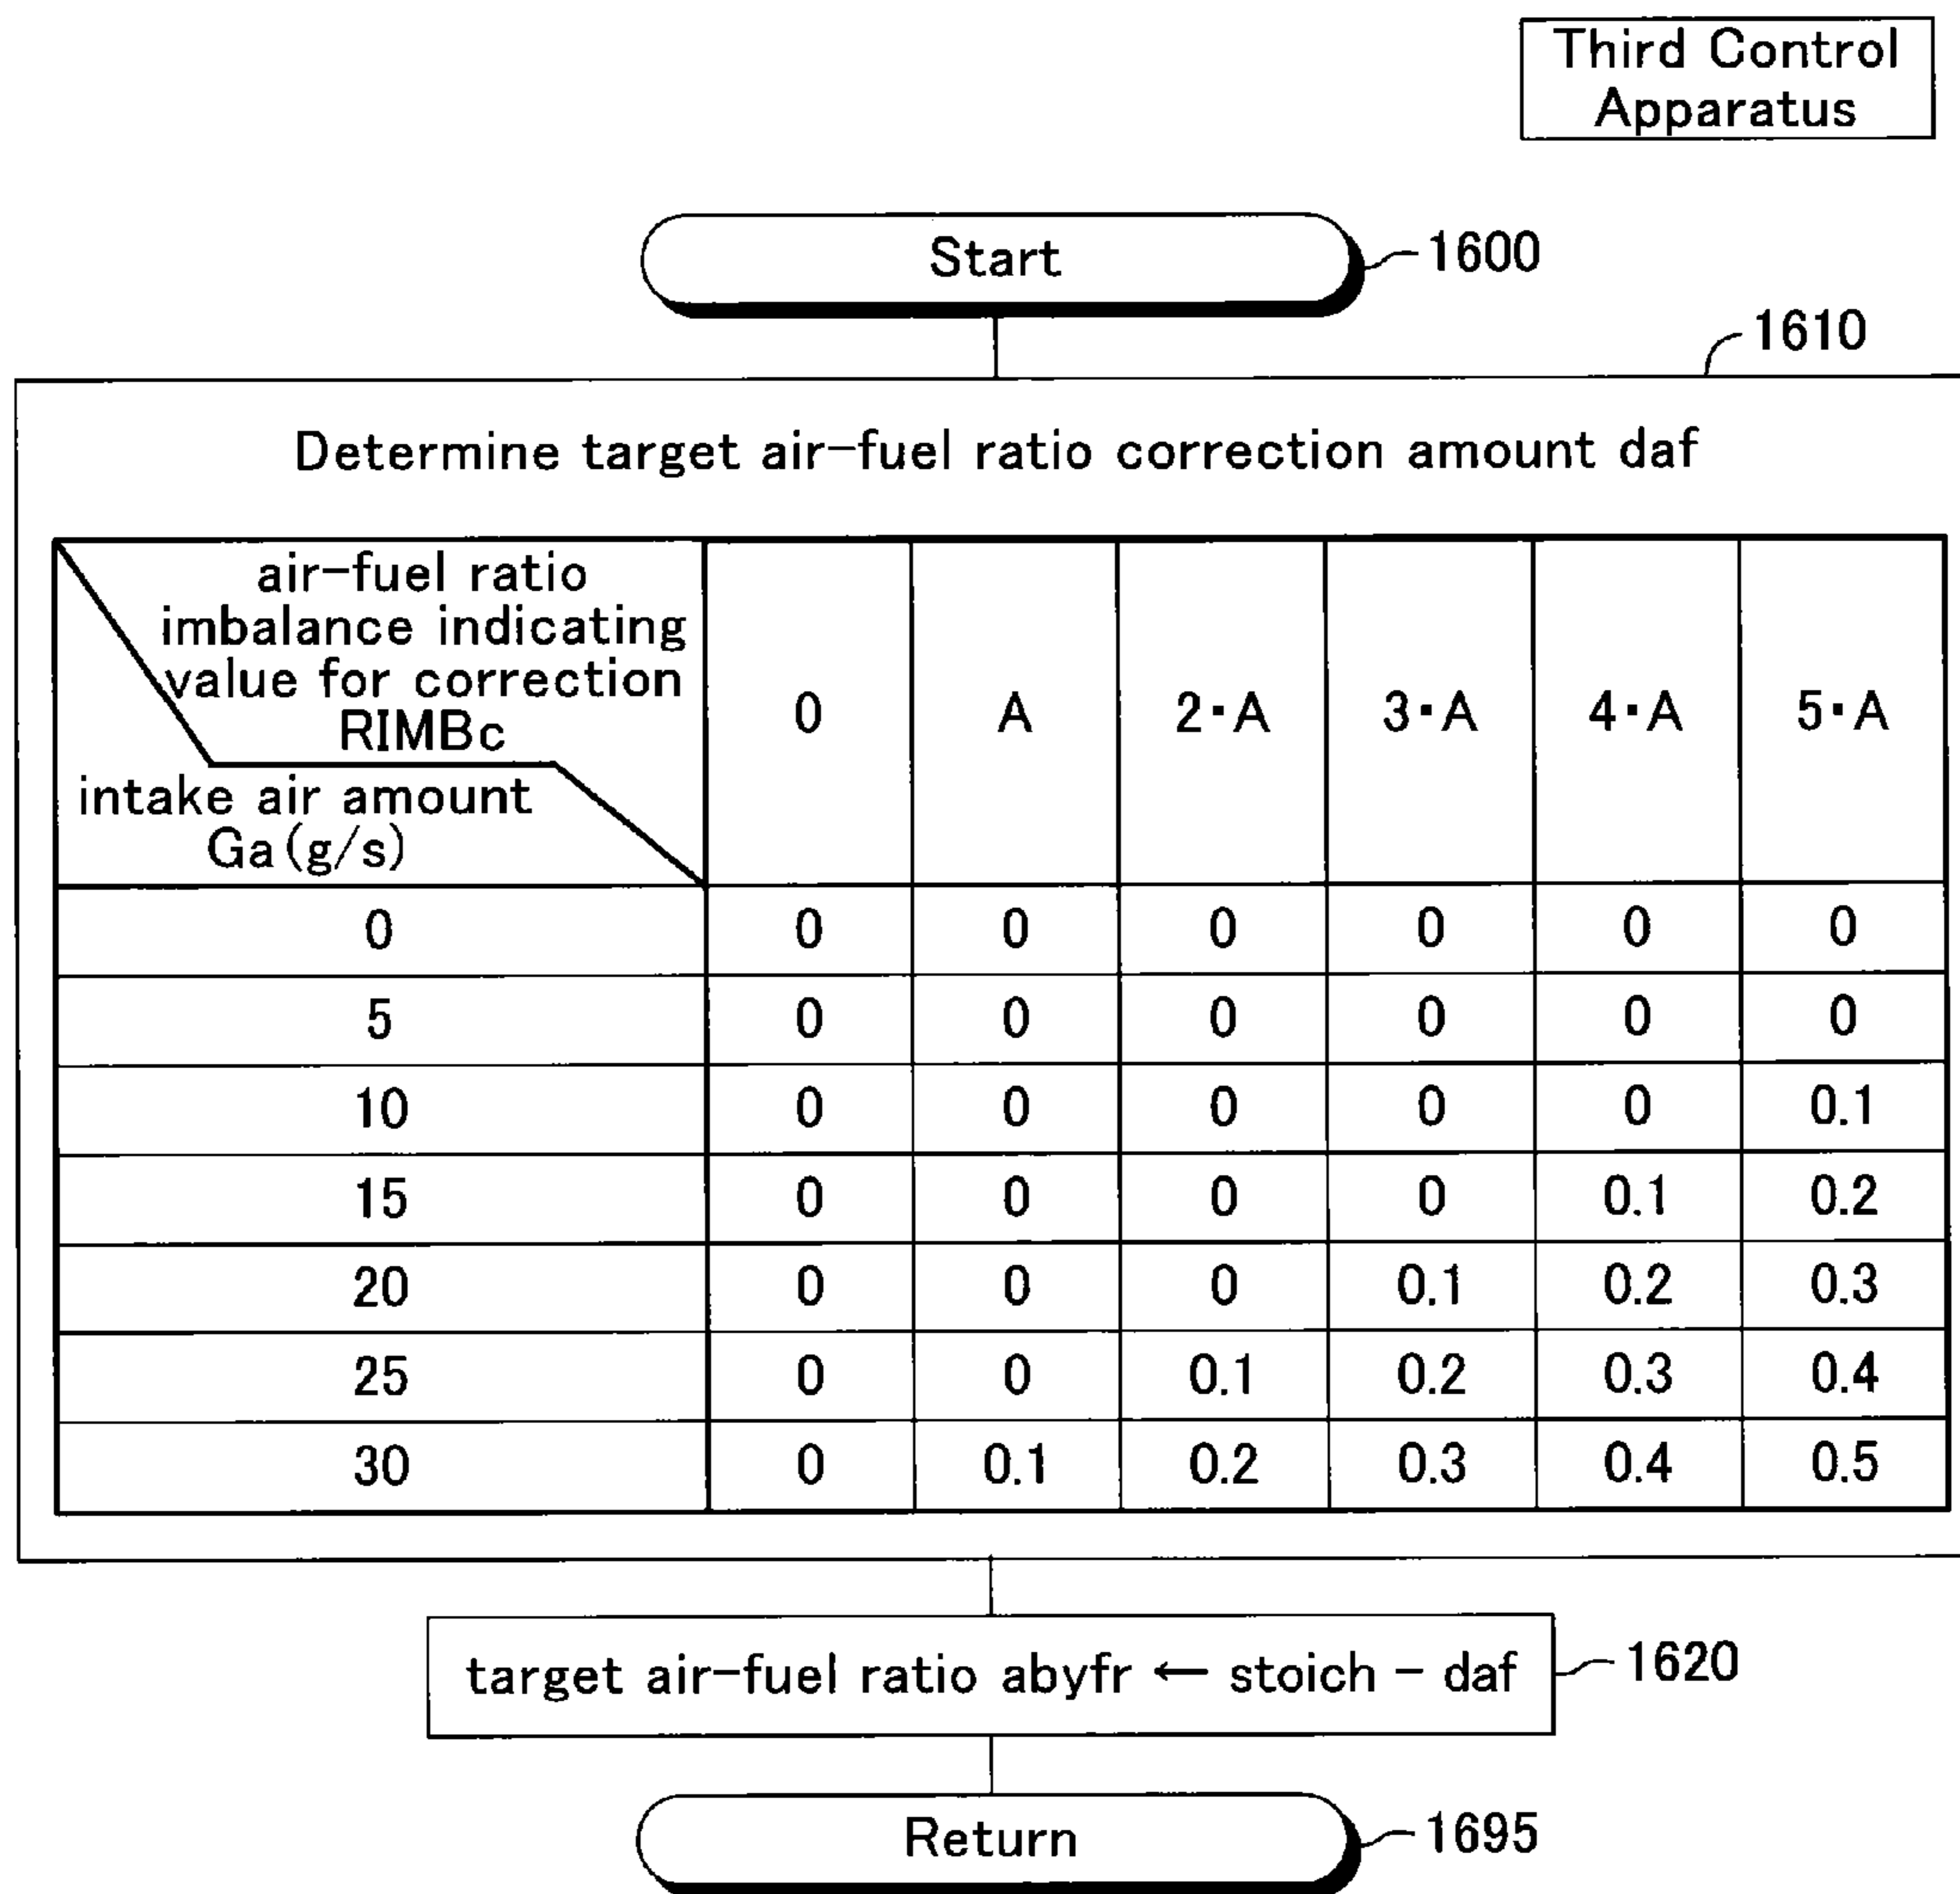 Third Control
Apparatus
Start
1600
1610
Determine target air-fuel ratio correction amount daf
air-fuel ratio
imbalance indicating
value for correction
RIMBc
intake air amount
Ga(g/s)
0 A 2·A 3·A 4·A 5·A
0 0 0 0 0 0 0
5 0 0 0 0 0 0
10 0 0 0 0 0 0.1
15 0 0 0 0 0.1 0.2
20 0 0 0 0.1 0.2 0.3
25 0 0 0.1 0.2 0.3 0.4
30 0 0.1 0.2 0.3 0.4 0.5
target air-fuel ratio abyfr ← stoich - daf
1620
Return
1695